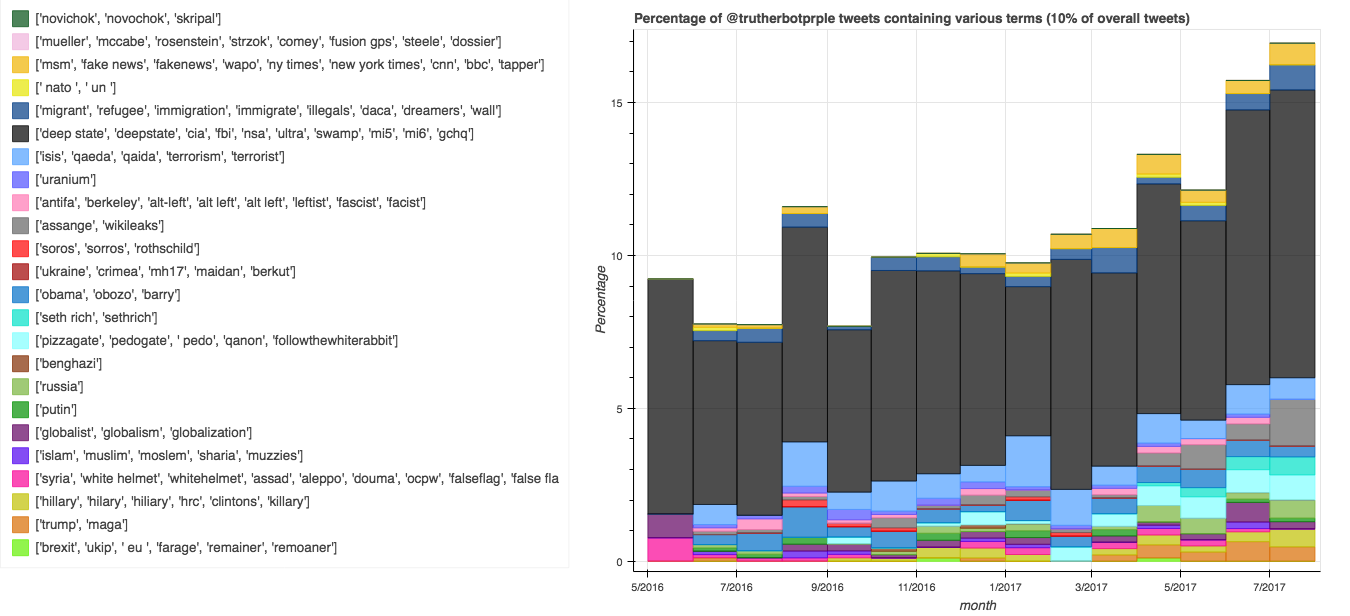 ['novichok', 'novochok', 'skripal']
['mueller', 'mccabe', 'rosenstein', 'strzok', 'comey', 'fusion gps', 'steele', 'dossier']
['msm', 'fake news', 'fakenews', 'wapo', 'ny times', 'new york times', 'cnn', 'bbc', 'tapper']
[' nato ', ' un ']
['migrant', 'refugee', 'immigration', 'immigrate', 'illegals', 'daca', 'dreamers', 'wall']
['deep state', 'deepstate', 'cia', 'fbi', 'nsa', 'ultra', 'swamp', 'mi5', 'mi6', 'gchq']
['isis', 'qaeda', 'qaida', 'terrorism', 'terrorist']
['uranium']
['antifa', 'berkeley', 'alt-left', 'alt left', 'alt left', 'leftist', 'fascist', 'facist']
['assange', 'wikileaks']
['soros', 'sorros', 'rothschild']
['ukraine', 'crimea', 'mh17', 'maidan', 'berkut']
['obama', 'obozo', 'barry']
['seth rich', 'sethrich']
['pizzagate', 'pedogate', ' pedo', 'qanon', 'followthewhiterabbit']
['benghazi']
['russia']
['putin']
['globalist', 'globalism', 'globalization']
['islam', 'muslim', 'moslem', 'sharia', 'muzzies']
['syria', 'white helmet', 'whitehelmet', 'assad', 'aleppo', 'douma', 'ocpw', 'falseflag', 'false fla
['hillary', 'hilary', 'hiliary', 'hrc', 'clintons', 'killary']
['trump', 'maga']
['brexit', 'ukip', ' eu ', 'farage', 'remainer', 'remoaner']
Percentage of @trutherbotprple tweets containing various terms (10% of overall tweets)
Percentage
15
10
5
0
5/2016
7/2016
9/2016
11/2016
1/2017
3/2017
5/2017
7/2017
month